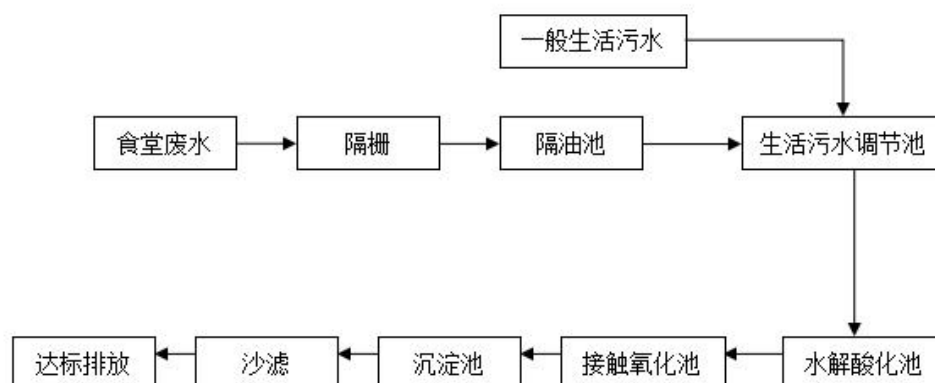 一般生活污水
食堂废水
隔栅
隔油池
生活污水调节池
达标排放
沙滤
沉淀池
接触氧化池
水解酸化池